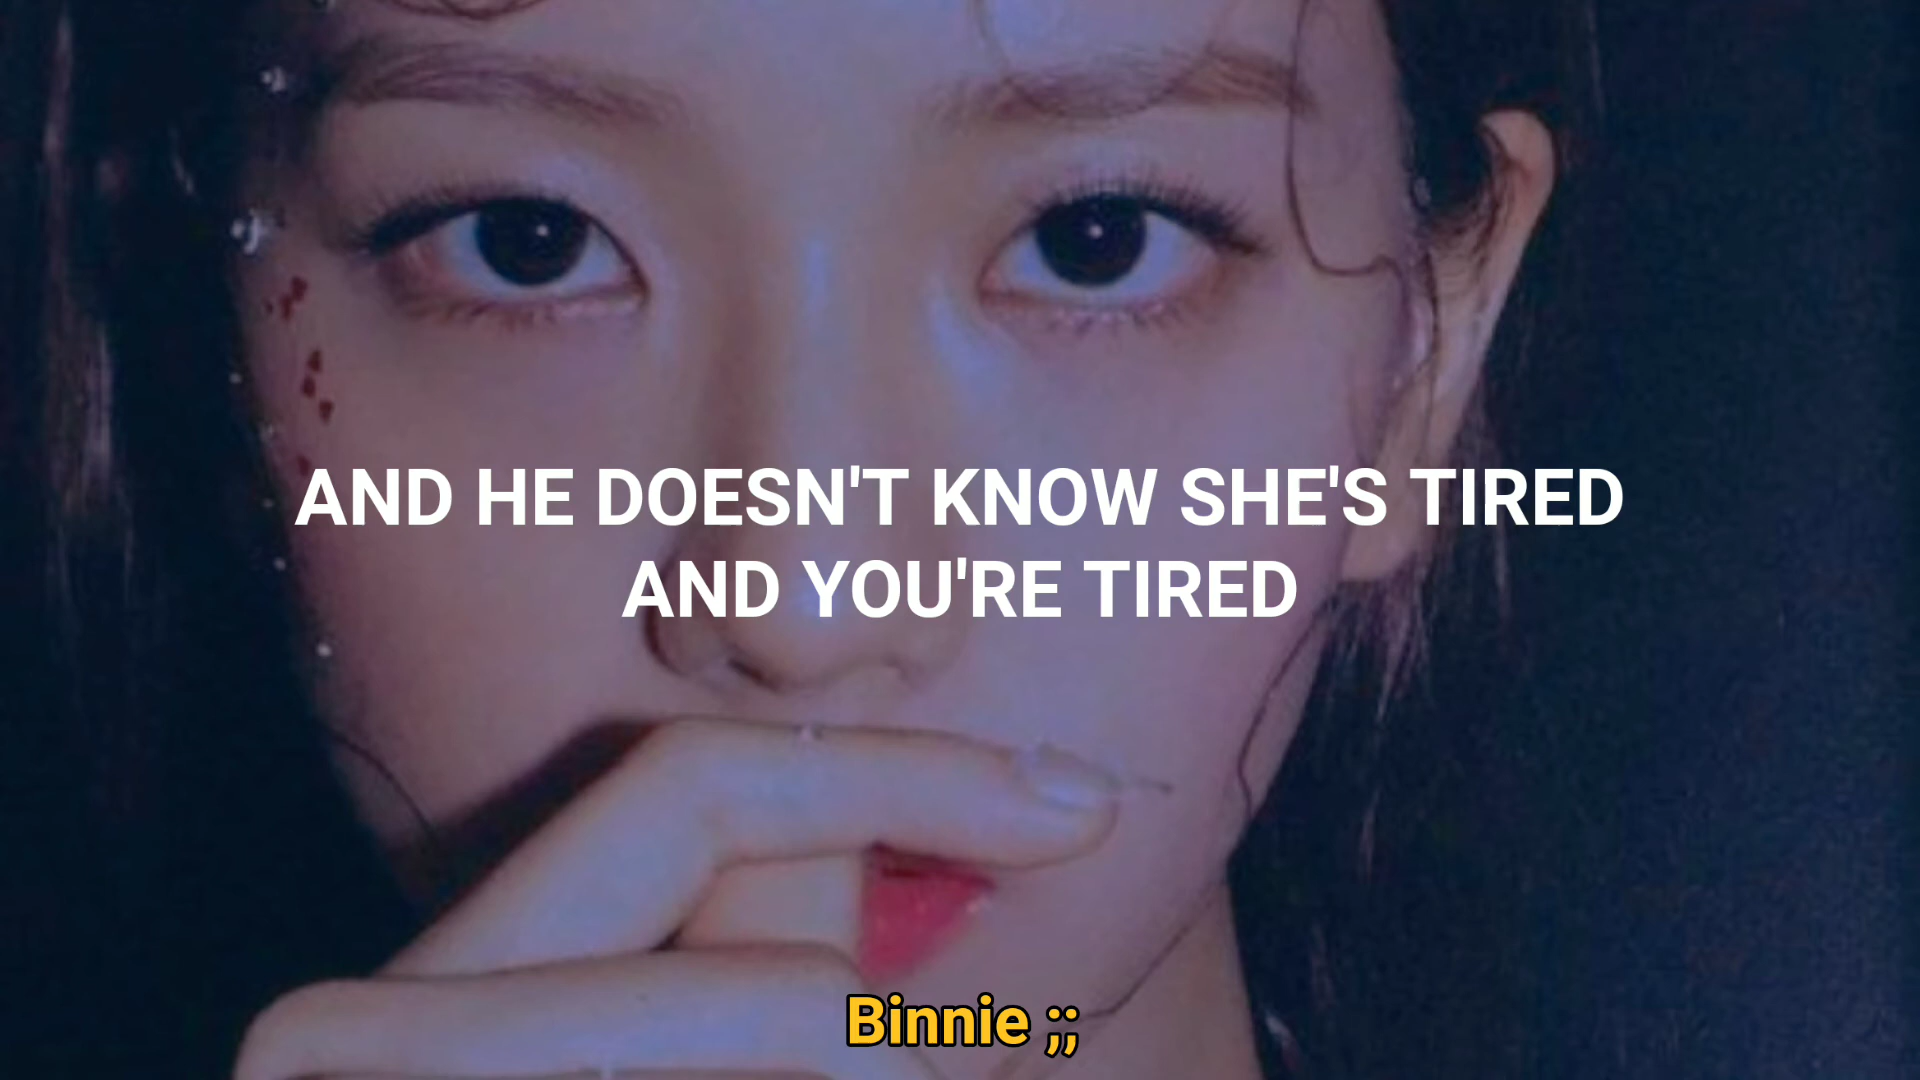 AND HE DOESN'T KNOW SHE'S TIRED
AND YOU'RE TIRED
Binnie ;;